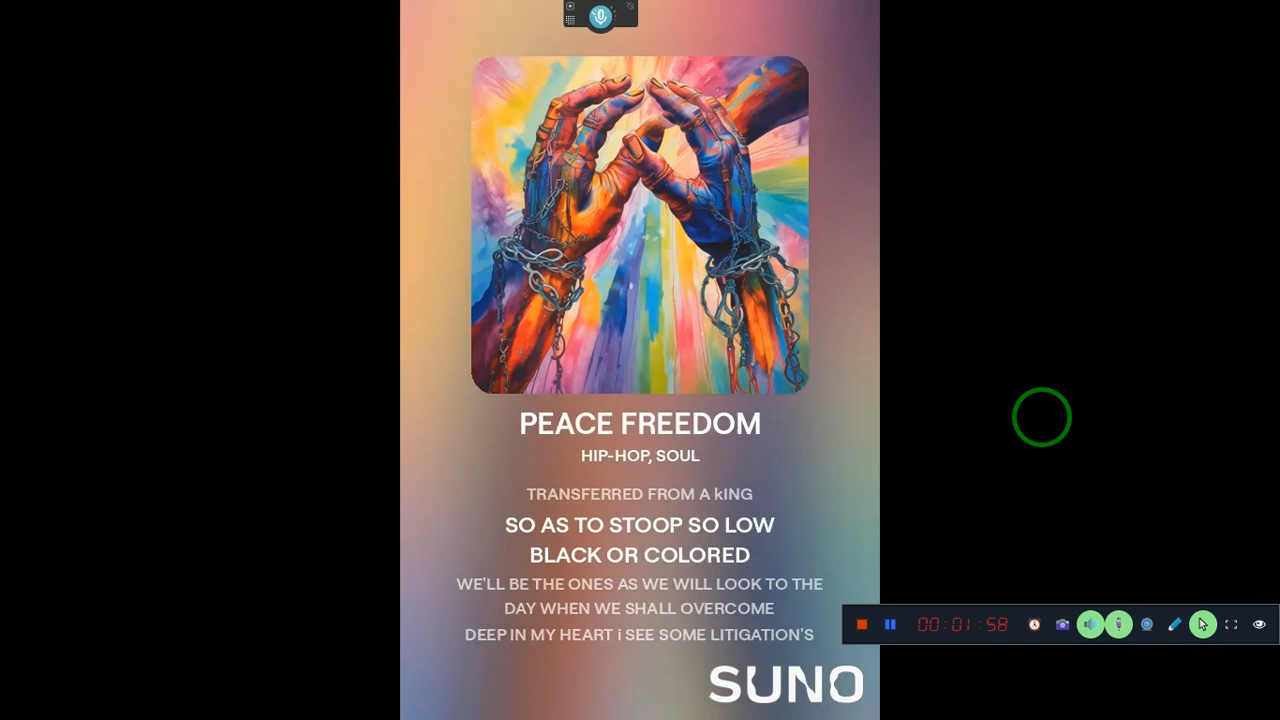 PEACE FREEDOM
HIP-HOP, SOUL
TRANSFERRED FROM A kING
SO AS TO STOOP SO LOW
BLACK OR COLORED
WE'LL BE THE ONES AS WE WILL LOOK TO THE
DAY WHEN WE SHALL OVERCOME
DEEP IN MY HEART i SEE SOME LITIGATION'S
00:01:58
SUNO